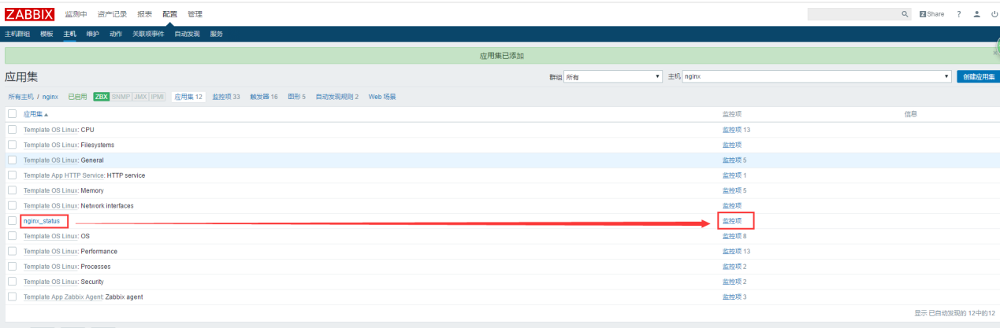 ZABBIX 监测中 资产记录 报表 配置 管理 Z Share ?
主机群组 模板 主机 维护 动作 关联项事件 自动发现 服务
应用集已添加
应用集 群组 所有 主机 nginx 创建应用集
所有主机 / nginx 已启用 ZBX SNMP JMX IPMI 应用集 12 监控项 33 触发器 16 图形 5 自动发现规则 2 Web 场景
应用集 监控项 信息
Template OS Linux: CPU 监控项 13
Template OS Linux: Filesystems 监控项
Template OS Linux: General 监控项 5
Template App HTTP Service: HTTP service 监控项 1
Template OS Linux: Memory 监控项 5
Template OS Linux: Network interfaces 监控项
nginx_status 监控项
Template OS Linux: OS 监控项 8
Template OS Linux: Performance 监控项 13
Template OS Linux: Processes 监控项 2
Template OS Linux: Security 监控项 2
Template App Zabbix Agent: Zabbix agent 监控项 3
显示 已自动发现的 12中的12